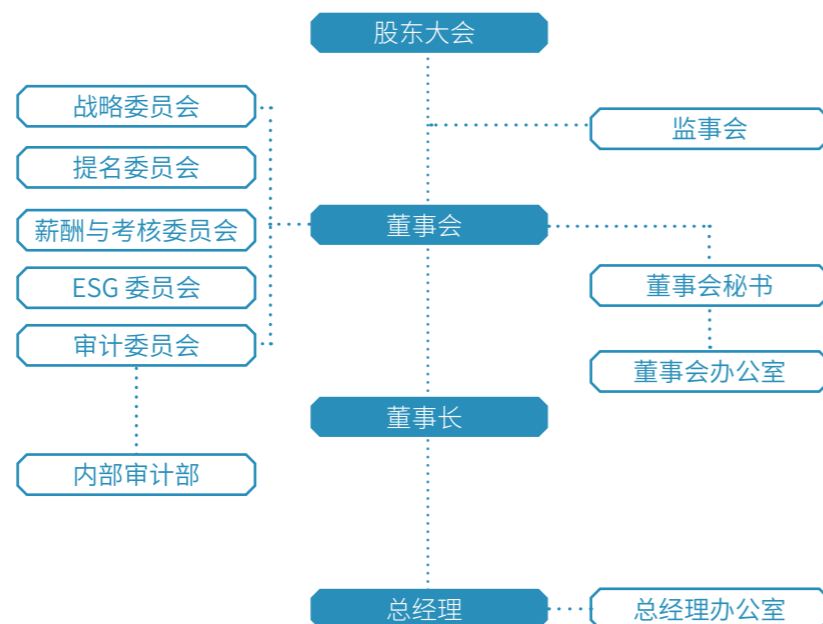 股东大会
战略委员会
监事会
提名委员会
薪酬与考核委员会
董事会
ESG 委员会
董事会秘书
审计委员会
董事会办公室
董事长
内部审计部
总经理
总经理办公室